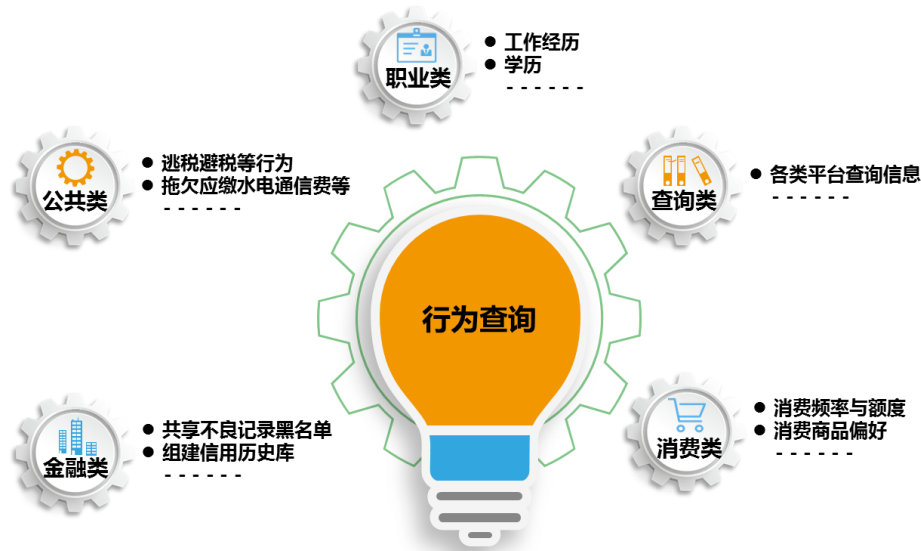 职业类
● 工作经历
● 学历
- - - - - -
公共类
● 逃税避税等行为
● 拖欠应缴水电通信费等
- - - - - -
查询类
● 各类平台查询信息
- - - - - -
行为查询
金融类
● 共享不良记录黑名单
● 组建信用历史库
- - - - - -
消费类
● 消费频率与额度
● 消费商品偏好
- - - - - -